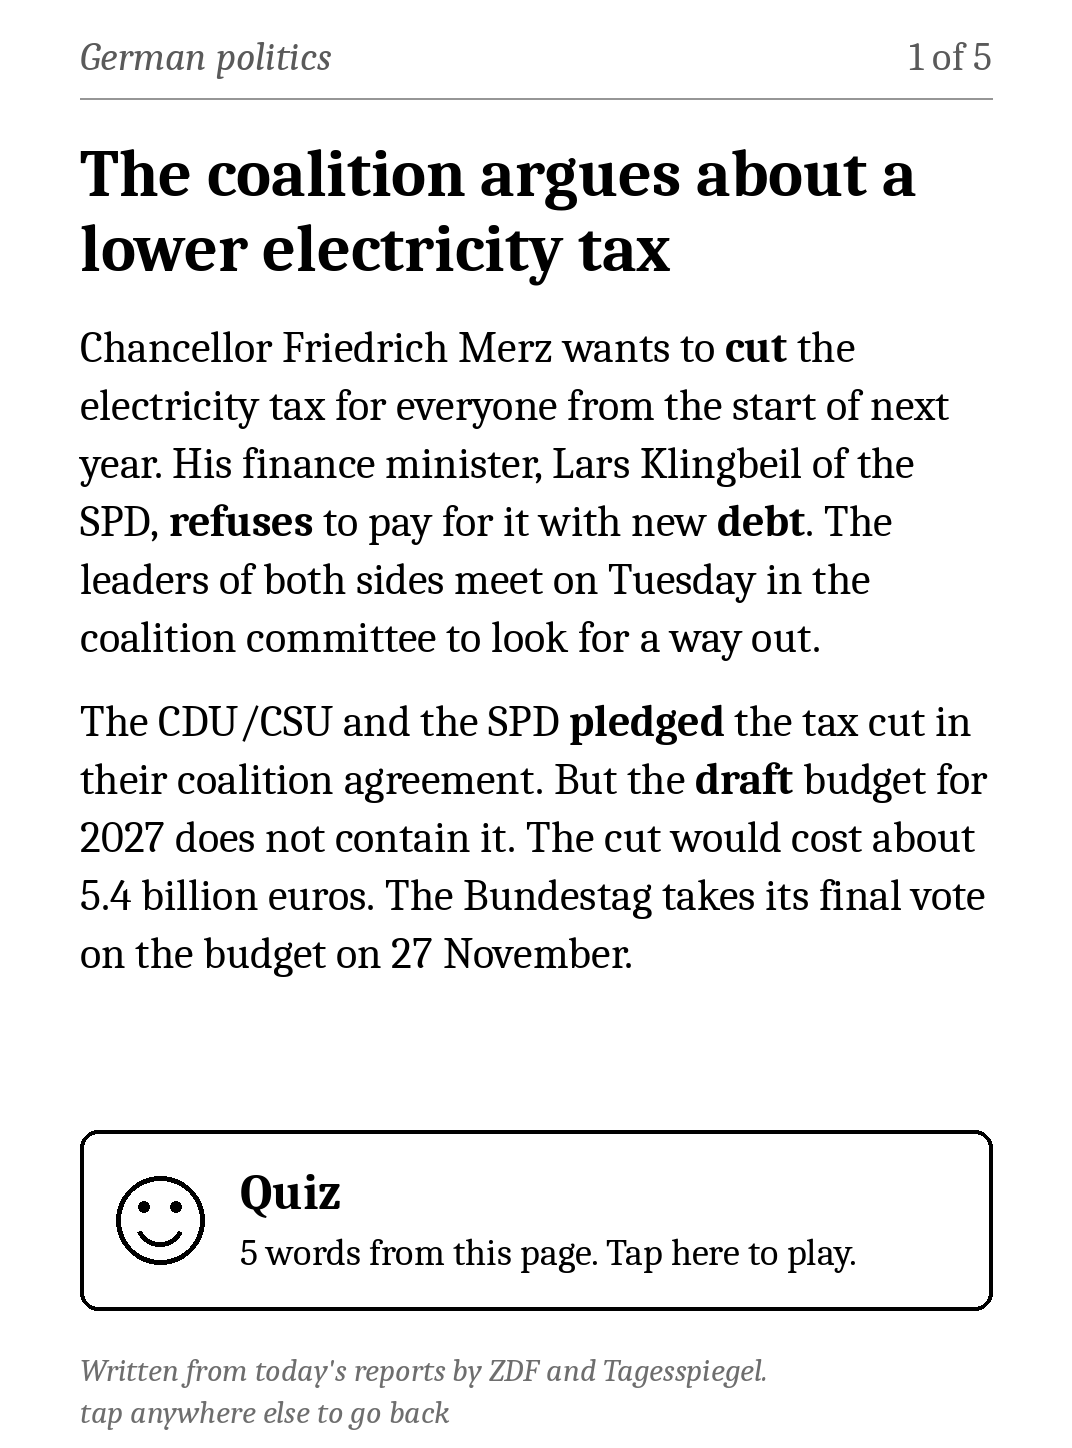 German politics
1 of 5
The coalition argues about a
lower electricity tax
Chancellor Friedrich Merz wants to cut the
electricity tax for everyone from the start of next
year. His finance minister, Lars Klingbeil of the
SPD, refuses to pay for it with new debt. The
leaders of both sides meet on Tuesday in the
coalition committee to look for a way out.
The CDU/CSU and the SPD pledged the tax cut in
their coalition agreement. But the draft budget for
2027 does not contain it. The cut would cost about
5.4 billion euros. The Bundestag takes its final vote
on the budget on 27 November.
Quiz
5 words from this page. Tap here to play.
Written from today's reports by ZDF and Tagesspiegel.
tap anywhere else to go back